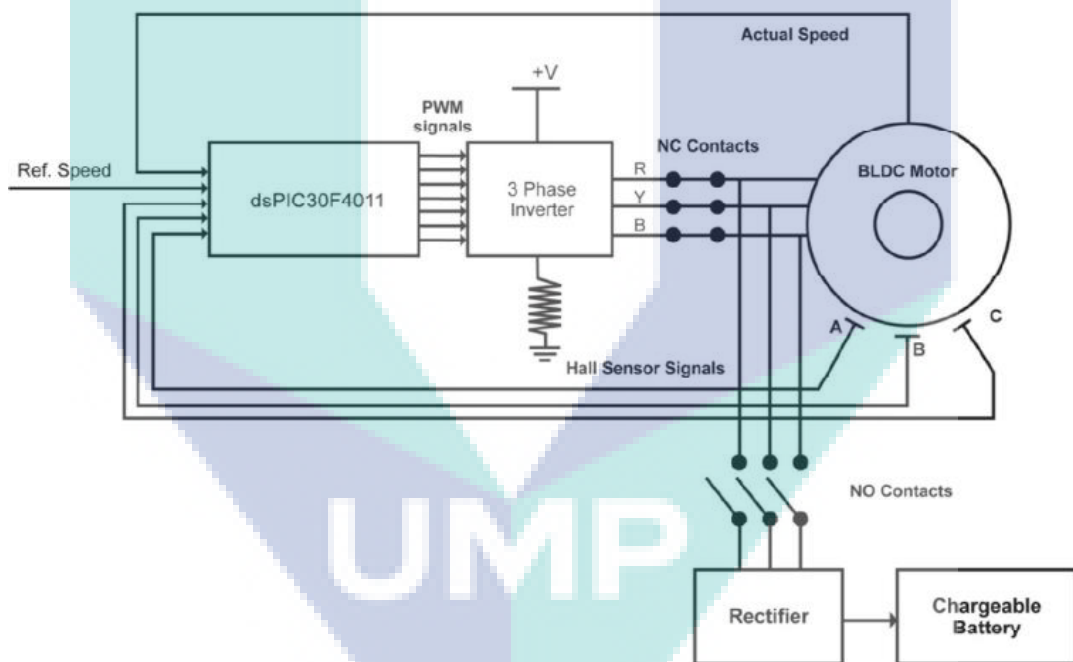 Actual Speed
+V
PWM
signals
NC Contacts
Ref. Speed
dsPIC30F4011
3 Phase
Inverter
R
Y
B
BLDC Motor
A
B
C
Hall Sensor Signals
NO Contacts
UMP
Rectifier
Chargeable
Battery